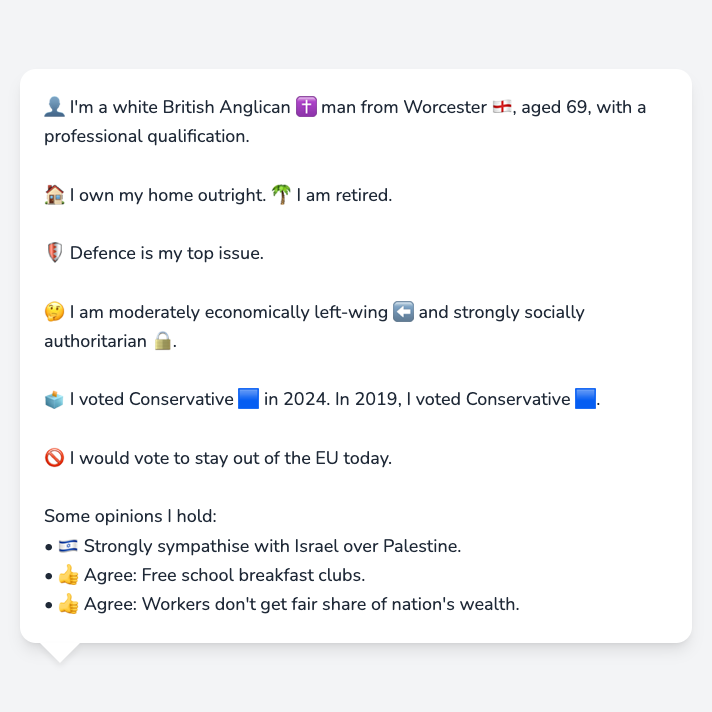 👤 I'm a white British Anglican ✝️ man from Worcester 🏴󠁧󠁢󠁥󠁮󠁧󠁿, aged 69, with a
professional qualification.
🏠 I own my home outright. 🌴 I am retired.
🛡️ Defence is my top issue.
🤔 I am moderately economically left-wing ⬅️ and strongly socially
authoritarian 🔒.
🗳️ I voted Conservative 🟦 in 2024. In 2019, I voted Conservative 🟦.
🚫 I would vote to stay out of the EU today.
Some opinions I hold:
• 🇮🇱 Strongly sympathise with Israel over Palestine.
• 👍 Agree: Free school breakfast clubs.
• 👍 Agree: Workers don't get fair share of nation's wealth.